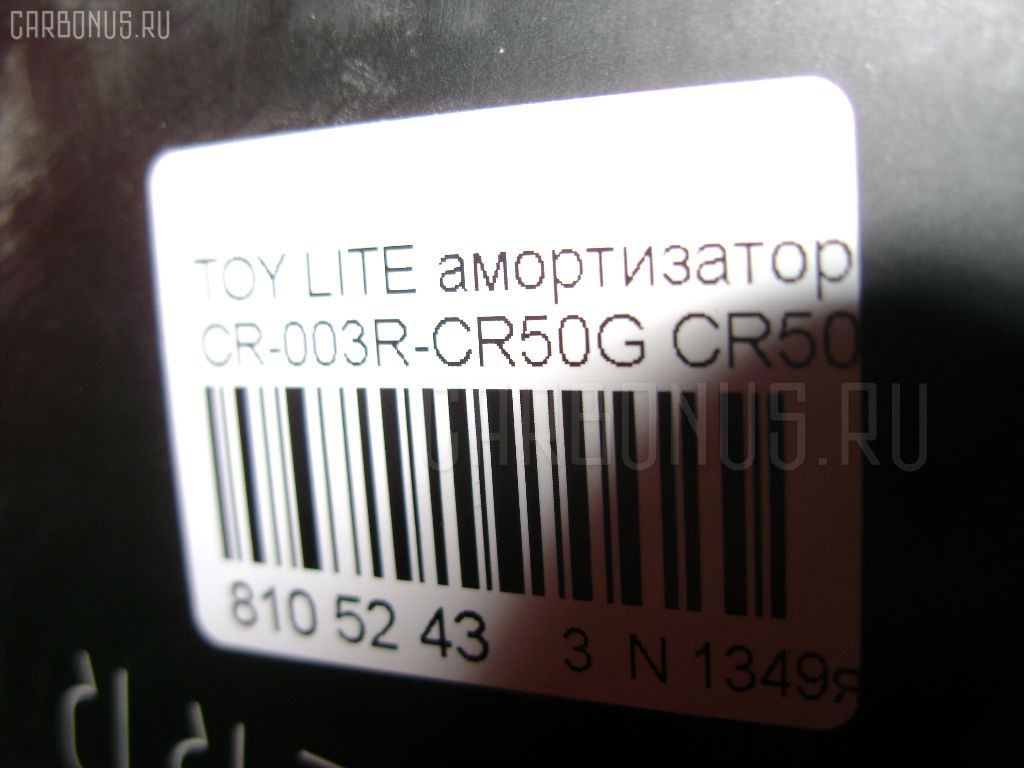 CARBONUS.RU
TOY LITE амортизатор
CR-003R-CR50G CR50
CARBONUS.RU
810 52 43 3 N 1349я